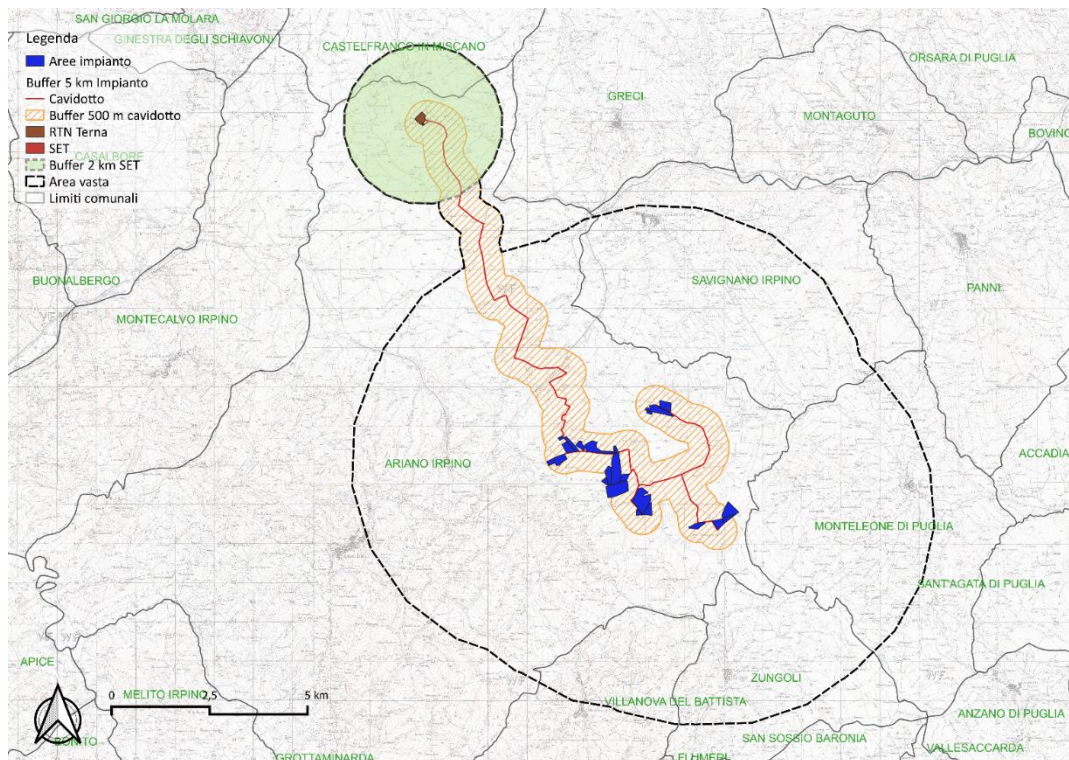 SAN GIORGIO LA MOLARA
Legenda
GINESTRA DEGLI SCHIAVONI
CASTELFRANCO IN MISCANO
Aree impianto
Buffer 5 km Impianto
Cavidotto
Buffer 500 m cavidotto
RTN Terna
SET
CASALBORE
Buffer 2 km SET
Area vasta
Limiti comunali
ORSARA DI PUGLIA
GRECI
MONTAGUTO
BOVINO
BUONALBERGO
MONTECALVO IRPINO
SAVIGNANO IRPINO
PANNI
ARIANO IRPINO
ACCADIA
MONTELEONE DI PUGLIA
SANT'AGATA DI PUGLIA
APICE
MELITO IRPINO
0 2,5 5 km
ZUNGOLI
VILLANOVA DEL BATTISTA
ANZANO DI PUGLIA
BONITO
GROTTAMINARDA
SAN SOSSIO BARONIA
FLUMERI
VALLESACCARDA